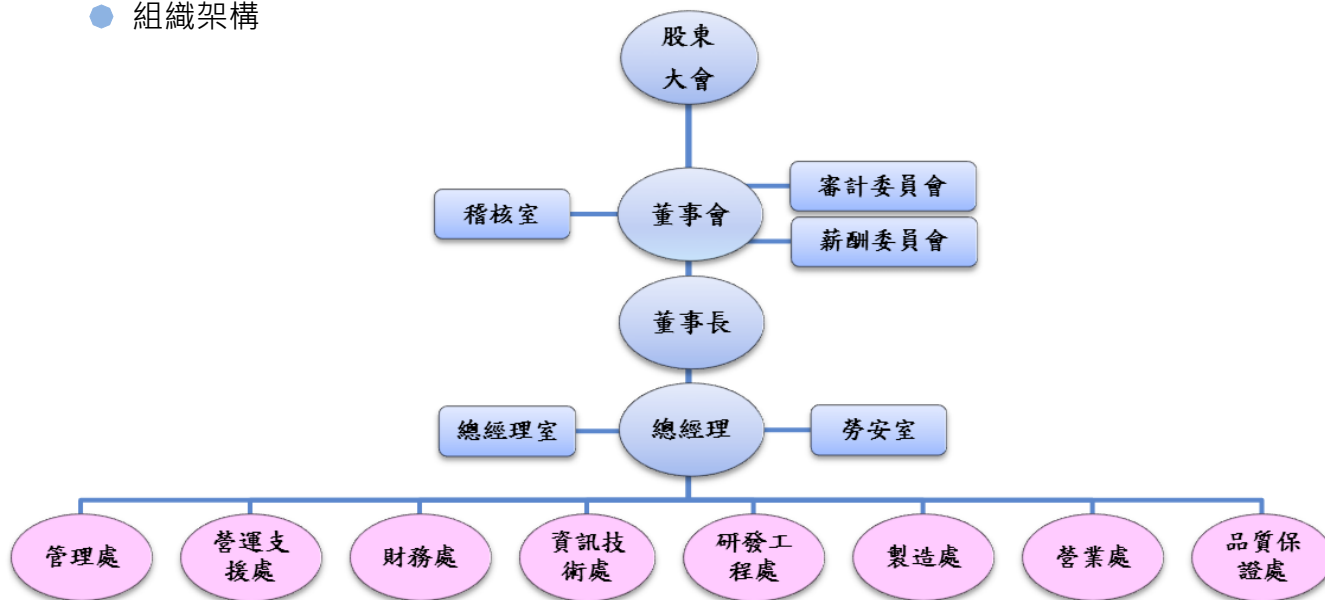 組織架構
股東
大會
審計委員會
稽核室
董事會
薪酬委員會
董事長
總經理室
總經理
勞安室
管理處
營運支
援處
財務處
資訊技
術處
研發工
程處
製造處
營業處
品質保
證處